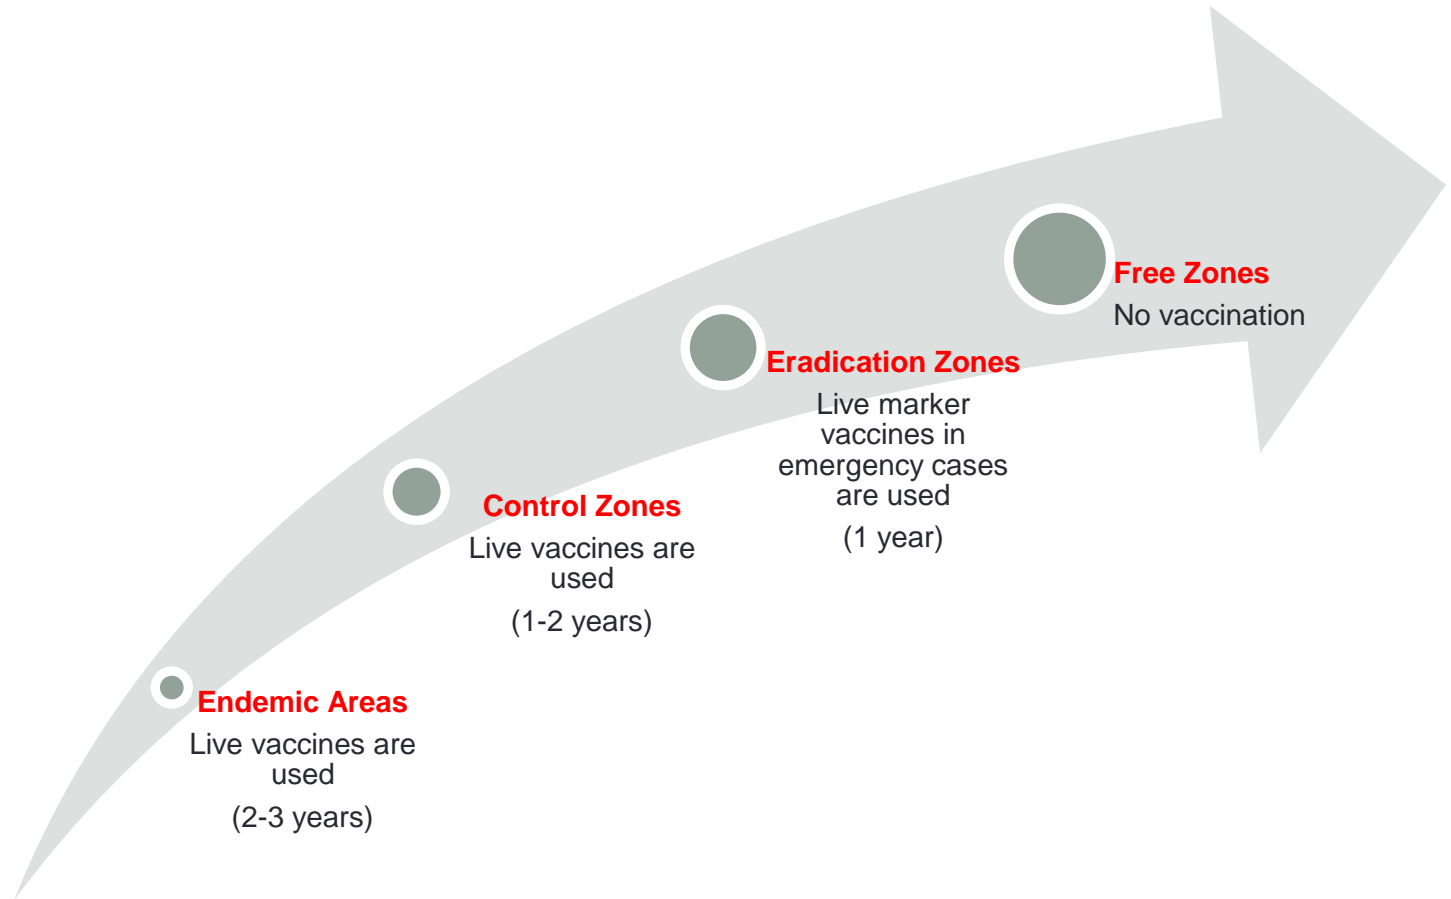 Endemic Areas
Live vaccines are
used
(2-3 years)
Control Zones
Live vaccines are
used
(1-2 years)
Eradication Zones
Live marker
vaccines in
emergency cases
are used
(1 year)
Free Zones
No vaccination